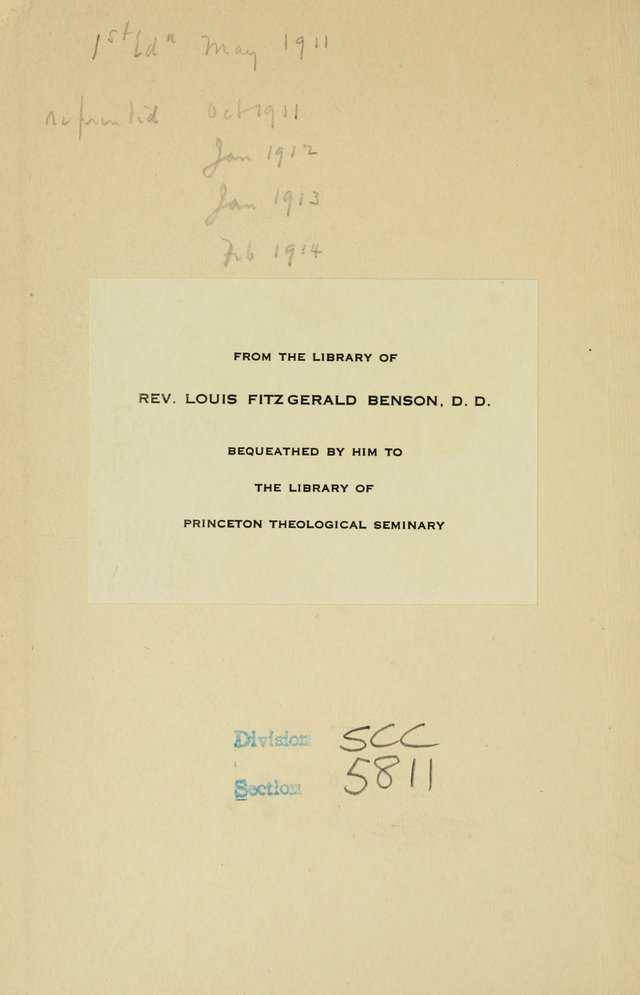 1st Edn May 1911
reprinted Oct 1911
Jan 1912
Jan 1913
Feb 1914
FROM THE LIBRARY OF
REV. LOUIS FITZGERALD BENSON, D. D.
BEQUEATHED BY HIM TO
THE LIBRARY OF
PRINCETON THEOLOGICAL SEMINARY
Division SCC
Section 5811